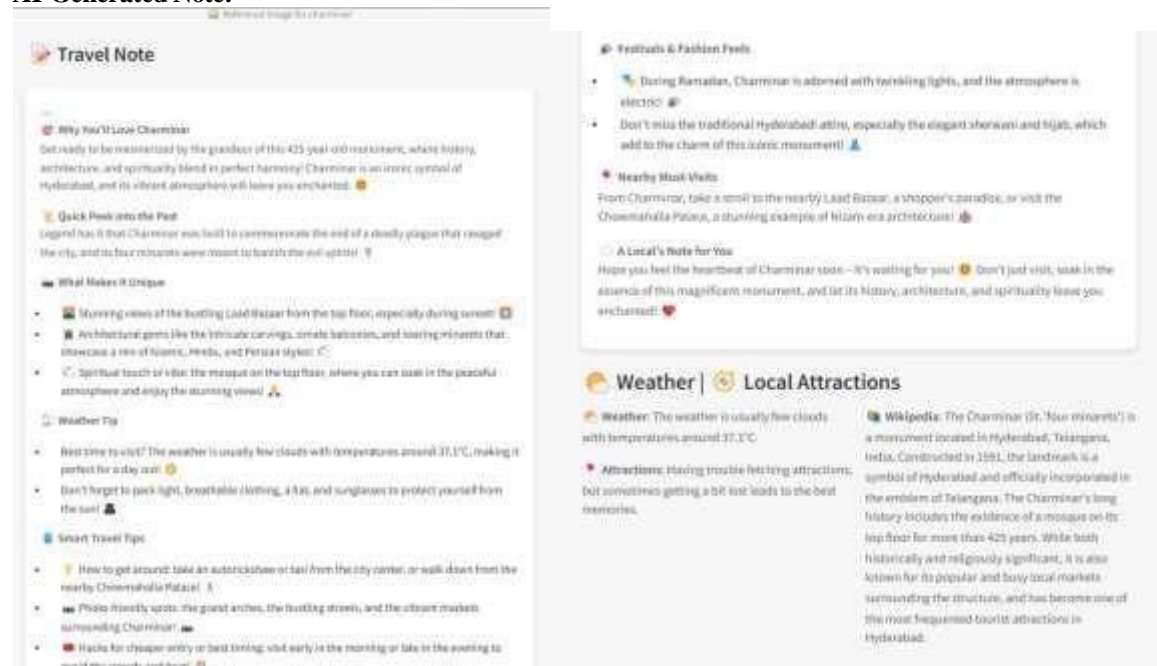 AI Generated Note:
Reference Image for charminar
Travel Note
Why You'll Love Charminar
Get ready to be mesmerized by the grandeur of this 425-year-old monument, where history,
architecture, and spirituality blend in perfect harmony! Charminar is an iconic symbol of
Hyderabad, and its vibrant atmosphere will leave you enchanted.
Quick Peek into the Past
Legend has it that Charminar was built to commemorate the end of a deadly plague that ravaged
the city, and its four minarets were meant to banish the evil spirits!
What Makes it Unique
• Stunning views of the bustling Laad Bazaar from the top floor, especially during sunset!
• Architectural gems like the intricate carvings, ornate balconies, and soaring minarets that
showcase a mix of Islamic, Hindu, and Persian styles!
• Spiritual touch or vibe: the mosque on the top floor, where you can soak in the peaceful
atmosphere and enjoy the stunning views!
Weather Tip
• Best time to visit? The weather is usually few clouds with temperatures around 37.1°C, making it
perfect for a day out!
• Don't forget to pack light, breathable clothing, a hat, and sunglasses to protect yourself from
the sun!
Smart Travel Tips
• How to get around: take an autorickshaw or taxi from the city center, or walk down from the
nearby Chowmahalla Palace!
• Photo-friendly spots: the grand arches, the bustling streets, and the vibrant markets
surrounding Charminar!
• Hacks for cheaper entry or best timing: visit early in the morning or late in the evening to
avoid the crowds and heat!
Festivals & Fashion Feels
• During Ramadan, Charminar is adorned with twinkling lights, and the atmosphere is
electric!
• Don't miss the traditional Hyderabadi attire, especially the elegant sherwani and hijab, which
add to the charm of this iconic monument!
Nearby Must-Visits
From Charminar, take a stroll to the nearby Laad Bazaar, a shopper's paradise, or visit the
Chowmahalla Palace, a stunning example of Nizam-era architecture!
A Local's Note for You
Hope you feel the heartbeat of Charminar soon – it's waiting for you! Don't just visit, soak in the
essence of this magnificent monument, and let its history, architecture, and spirituality leave you
enchanted!
Weather | Local Attractions
Weather: The weather is usually few clouds
with temperatures around 37.1°C.
Attractions: Having trouble fetching attractions,
but sometimes getting a bit lost leads to the best
memories.
Wikipedia: The Charminar (lit. 'four minarets') is
a monument located in Hyderabad, Telangana,
India. Constructed in 1591, the landmark is a
symbol of Hyderabad and officially incorporated in
the emblem of Telangana. The Charminar's long
history includes the existence of a mosque on its
top floor for more than 425 years. While both
historically and religiously significant, it is also
known for its popular and busy local markets
surrounding the structure, and has become one of
the most frequented tourist attractions in
Hyderabad.